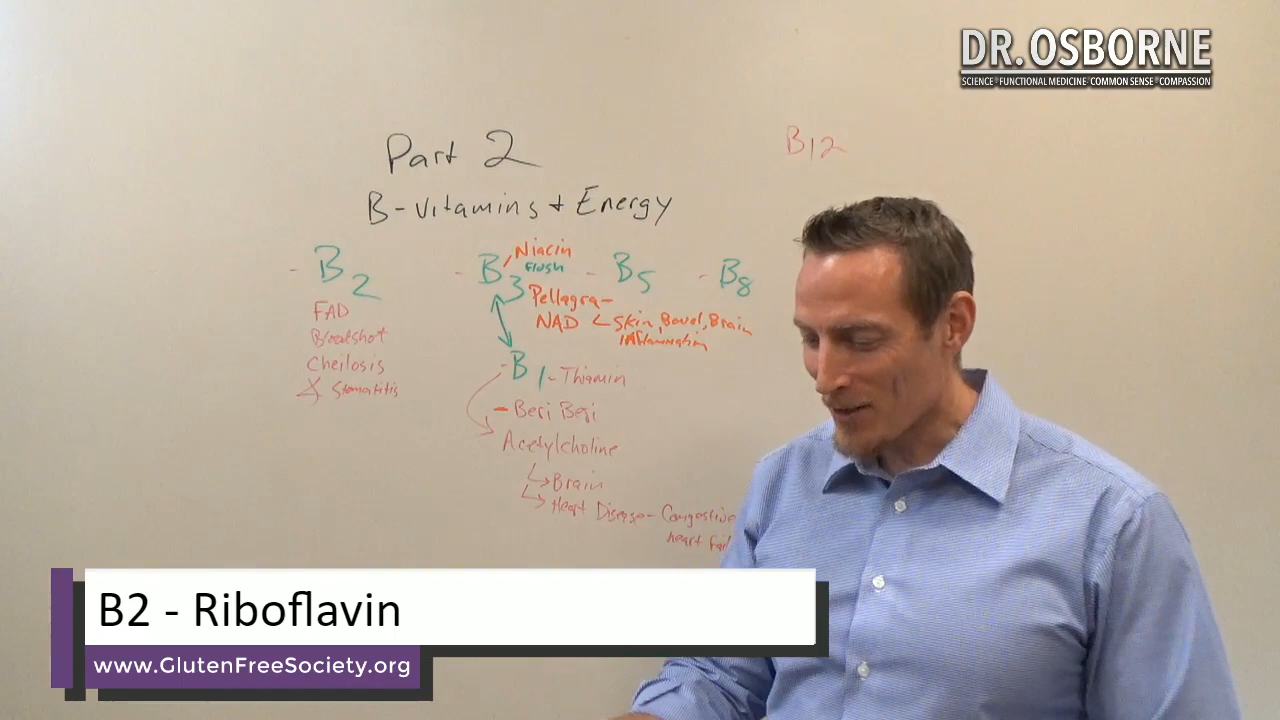 DR. OSBORNE
SCIENCE · FUNCTIONAL MEDICINE · COMMON SENSE · COMPASSION
Part 2
B12
B-vitamins + Energy
- B2
FAD
Bloodshot
Cheilosis
Stomatitis
- B3
Niacin
Flush
Pellagra-
NAD
Skin, Bowel, Brain
inflammation
- B5
- B8
- B1 - Thiamin
- Beri Beri
Acetylcholine
Brain
Heart Disease - Congestive
heart fail
B2 - Riboflavin
www.GlutenFreeSociety.org